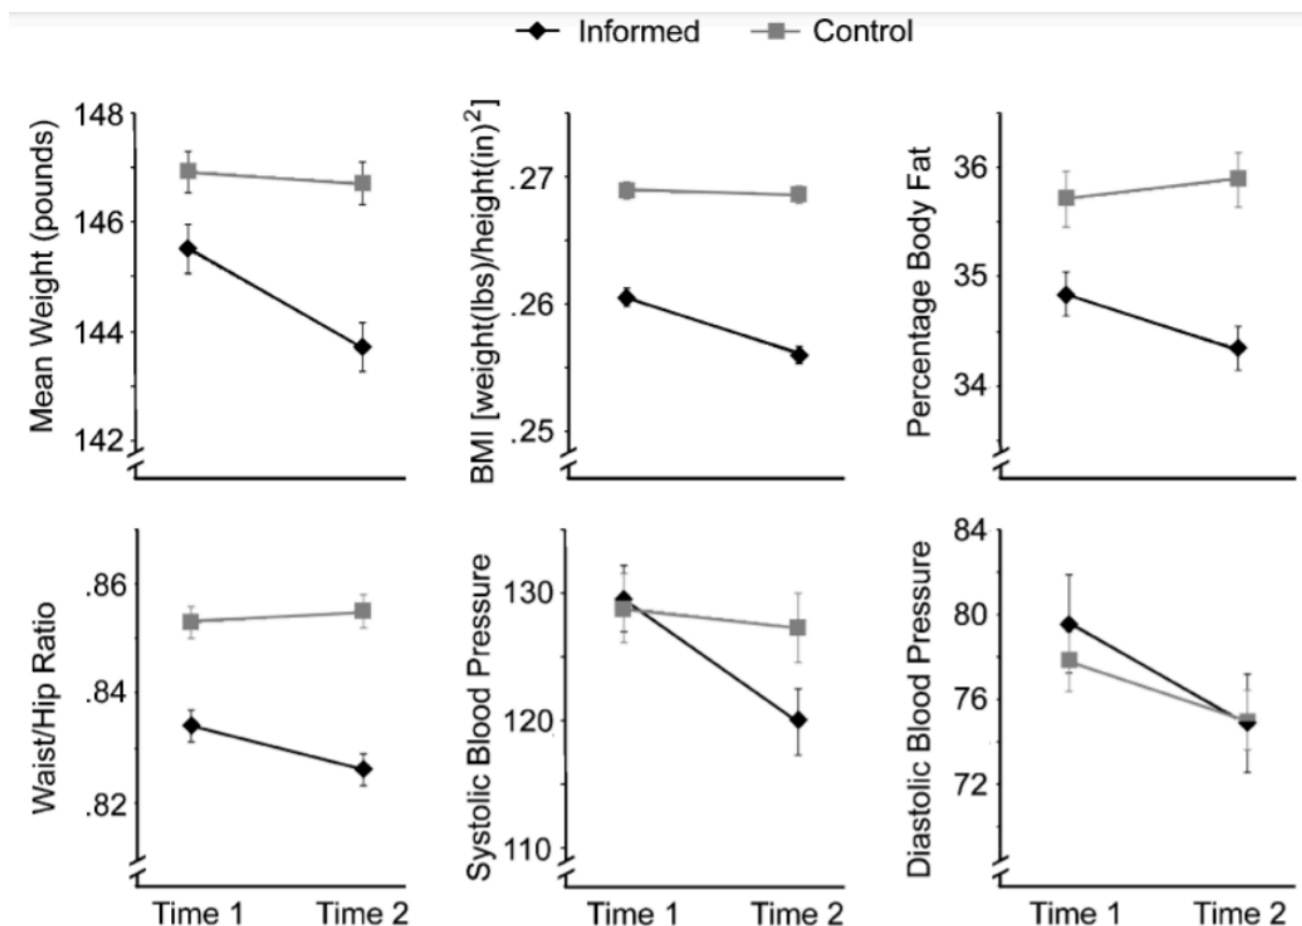 Informed
Control
Mean Weight (pounds)
148
146
144
142
BMI [weight(lbs)/height(in)²]
.27
.26
.25
Percentage Body Fat
36
35
34
Waist/Hip Ratio
.86
.84
.82
Time 1
Time 2
Systolic Blood Pressure
130
120
110
Time 1
Time 2
Diastolic Blood Pressure
84
80
76
72
Time 1
Time 2